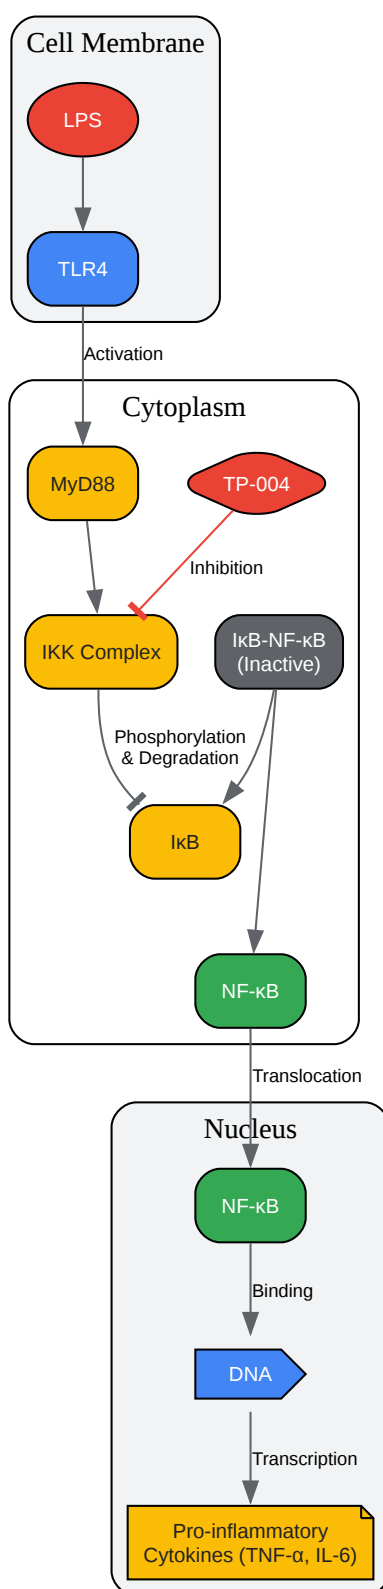 Cell Membrane
LPS
TLR4
Activation
Cytoplasm
MyD88
TP-004
Inhibition
IKK Complex
IκB-NF-κB
(Inactive)
Phosphorylation
& Degradation
IκB
NF-κB
Translocation
Nucleus
NF-κB
Binding
DNA
Transcription
Pro-inflammatory
Cytokines (TNF-α, IL-6)